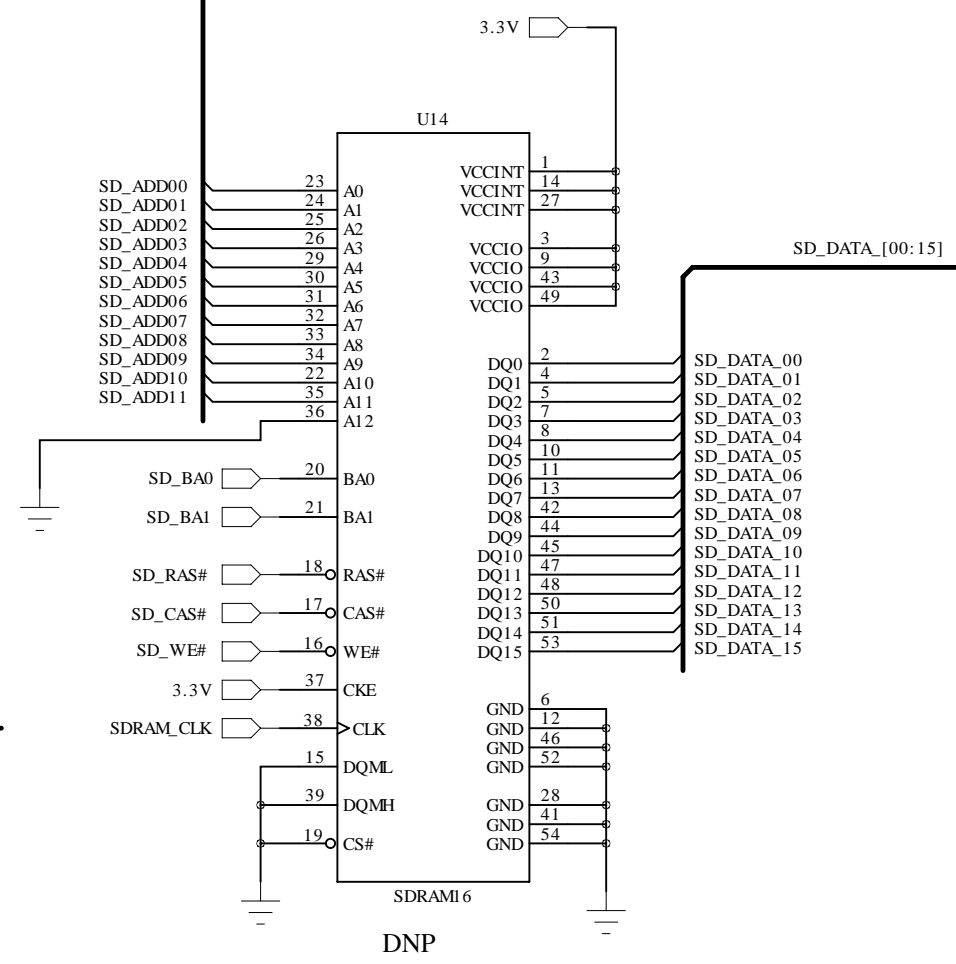 3.3V
U14
SD_ADD00 23 A0
SD_ADD01 24 A1
SD_ADD02 25 A2
SD_ADD03 26 A3
SD_ADD04 29 A4
SD_ADD05 30 A5
SD_ADD06 31 A6
SD_ADD07 32 A7
SD_ADD08 33 A8
SD_ADD09 34 A9
SD_ADD10 22 A10
SD_ADD11 35 A11
36 A12
SD_BA0 20 BA0
SD_BA1 21 BA1
SD_RAS# 18 RAS#
SD_CAS# 17 CAS#
SD_WE# 16 WE#
3.3V 37 CKE
SDRAM_CLK 38 CLK
15 DQML
39 DQMH
19 CS#
VCCINT 1
VCCINT 14
VCCINT 27
VCCIO 3
VCCIO 9
VCCIO 43
VCCIO 49
SD_DATA_[00:15]
DQ0 2 SD_DATA_00
DQ1 4 SD_DATA_01
DQ2 5 SD_DATA_02
DQ3 7 SD_DATA_03
DQ4 8 SD_DATA_04
DQ5 10 SD_DATA_05
DQ6 11 SD_DATA_06
DQ7 13 SD_DATA_07
DQ8 42 SD_DATA_08
DQ9 44 SD_DATA_09
DQ10 45 SD_DATA_10
DQ11 47 SD_DATA_11
DQ12 48 SD_DATA_12
DQ13 50 SD_DATA_13
DQ14 51 SD_DATA_14
DQ15 53 SD_DATA_15
GND 6
GND 12
GND 46
GND 52
GND 28
GND 41
GND 54
SDRAM16
DNP